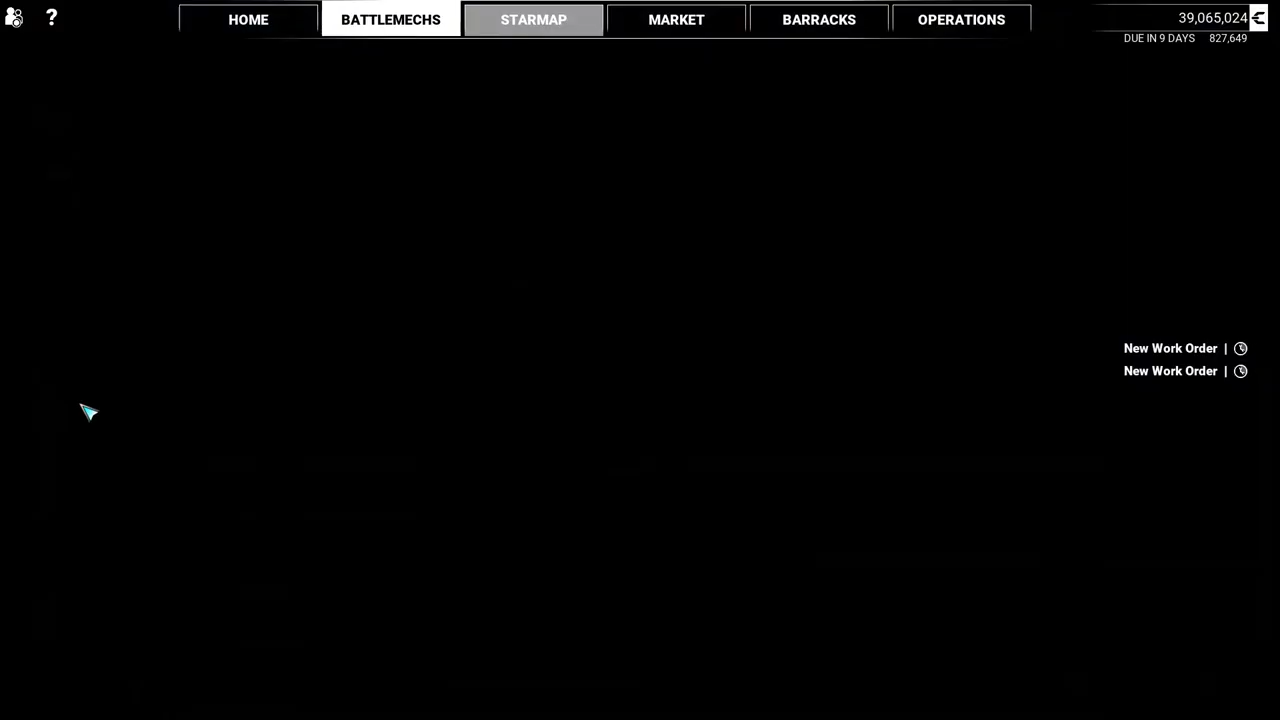 ?
HOME
BATTLEMECHS
STARMAP
MARKET
BARRACKS
OPERATIONS
39,065,024
DUE IN 9 DAYS 827,649
New Work Order |
New Work Order |